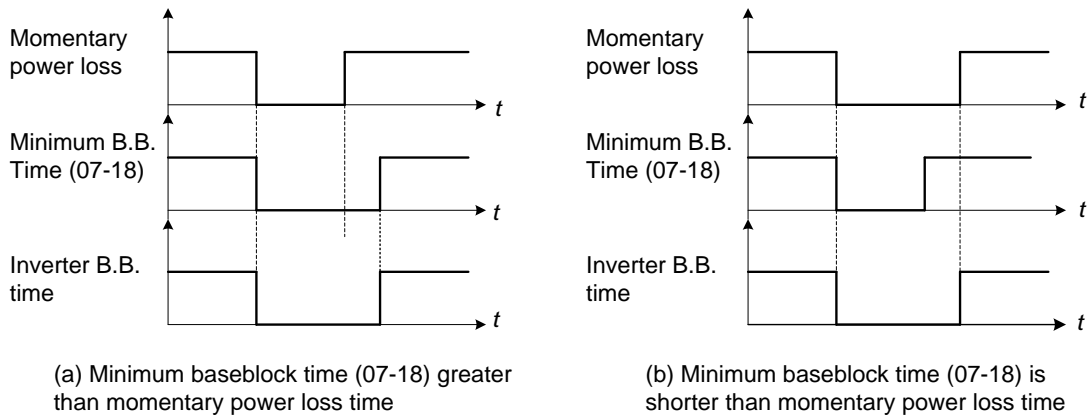 Momentary
power loss
t
Minimum B.B.
Time (07-18)
t
Inverter B.B.
time
t
(a) Minimum baseblock time (07-18) greater
than momentary power loss time
Momentary
power loss
t
Minimum B.B.
Time (07-18)
t
Inverter B.B.
time
t
(b) Minimum baseblock time (07-18) is
shorter than momentary power loss time